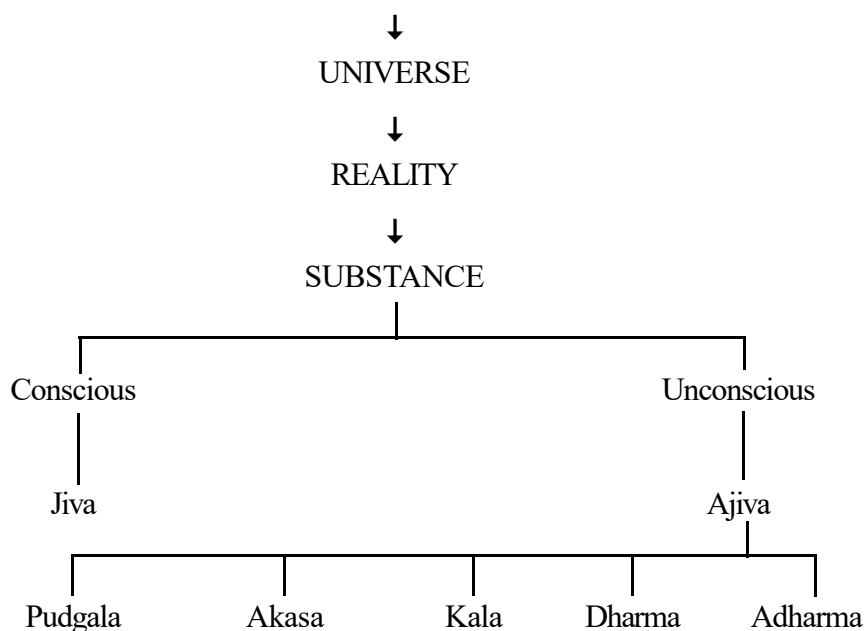 UNIVERSE
REALITY
SUBSTANCE
Conscious Unconscious
Jiva Ajiva
Pudgala Akasa Kala Dharma Adharma